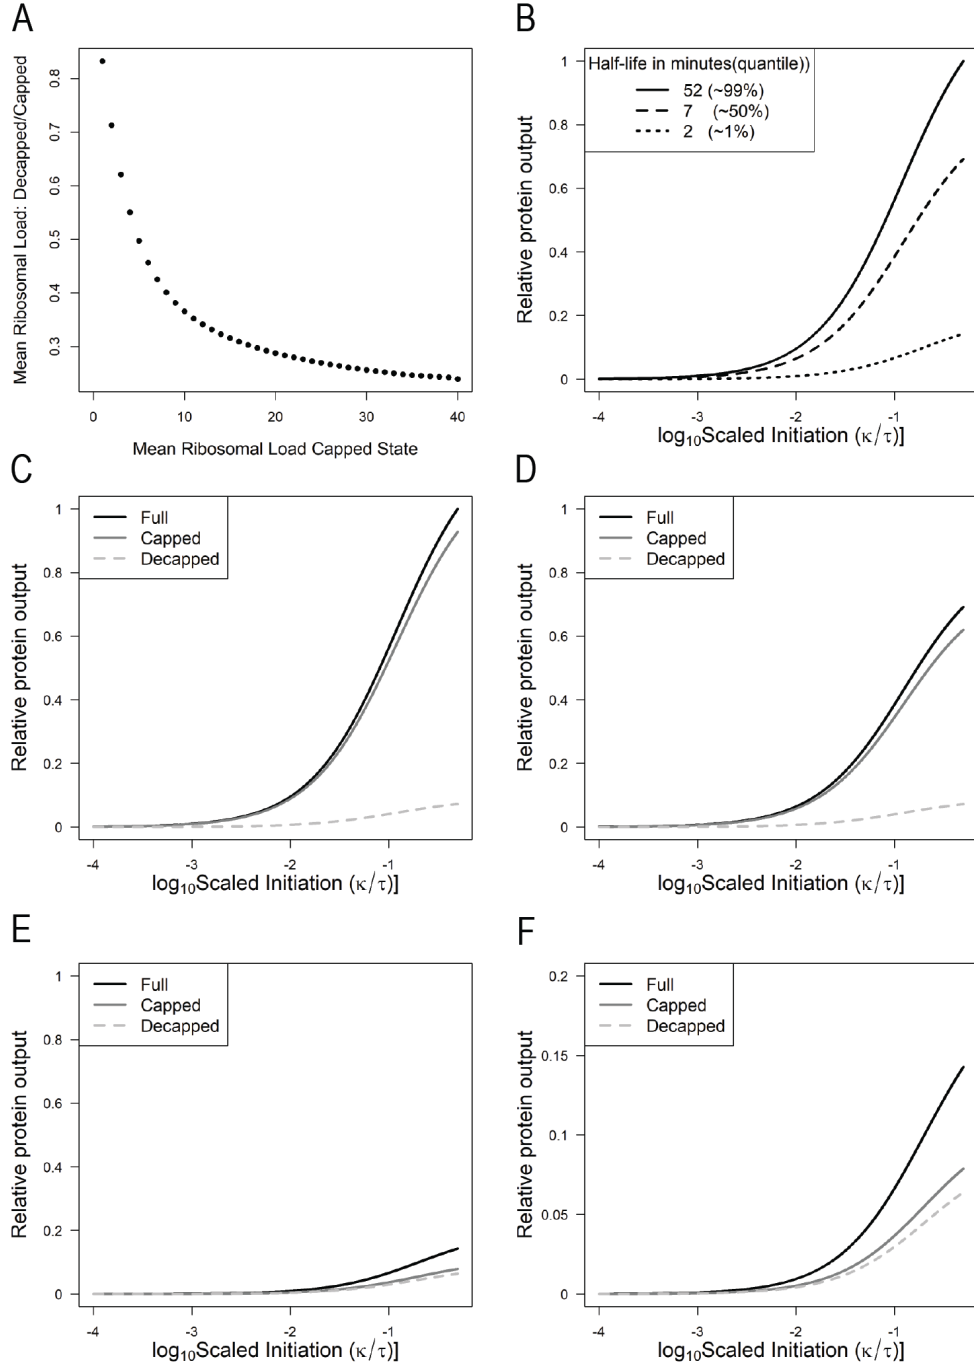 A
Mean Ribosomal Load: Decapped/Capped
0.8
0.7
0.6
0.5
0.4
0.3
0 10 20 30 40
Mean Ribosomal Load Capped State
B
Relative protein output
1
0.8
0.6
0.4
0.2
0
Half-life in minutes(quantile))
52 (~99%)
7 (~50%)
2 (~1%)
-4 -3 -2 -1
log₁₀Scaled Initiation (κ/τ)]
C
Relative protein output
1
0.8
0.6
0.4
0.2
0
Full
Capped
Decapped
-4 -3 -2 -1
log₁₀Scaled Initiation (κ/τ)]
D
Relative protein output
1
0.8
0.6
0.4
0.2
0
Full
Capped
Decapped
-4 -3 -2 -1
log₁₀Scaled Initiation (κ/τ)]
E
Relative protein output
1
0.8
0.6
0.4
0.2
0
Full
Capped
Decapped
-4 -3 -2 -1
log₁₀Scaled Initiation (κ/τ)]
F
Relative protein output
0.2
0.15
0.1
0.05
0
Full
Capped
Decapped
-4 -3 -2 -1
log₁₀Scaled Initiation (κ/τ)]